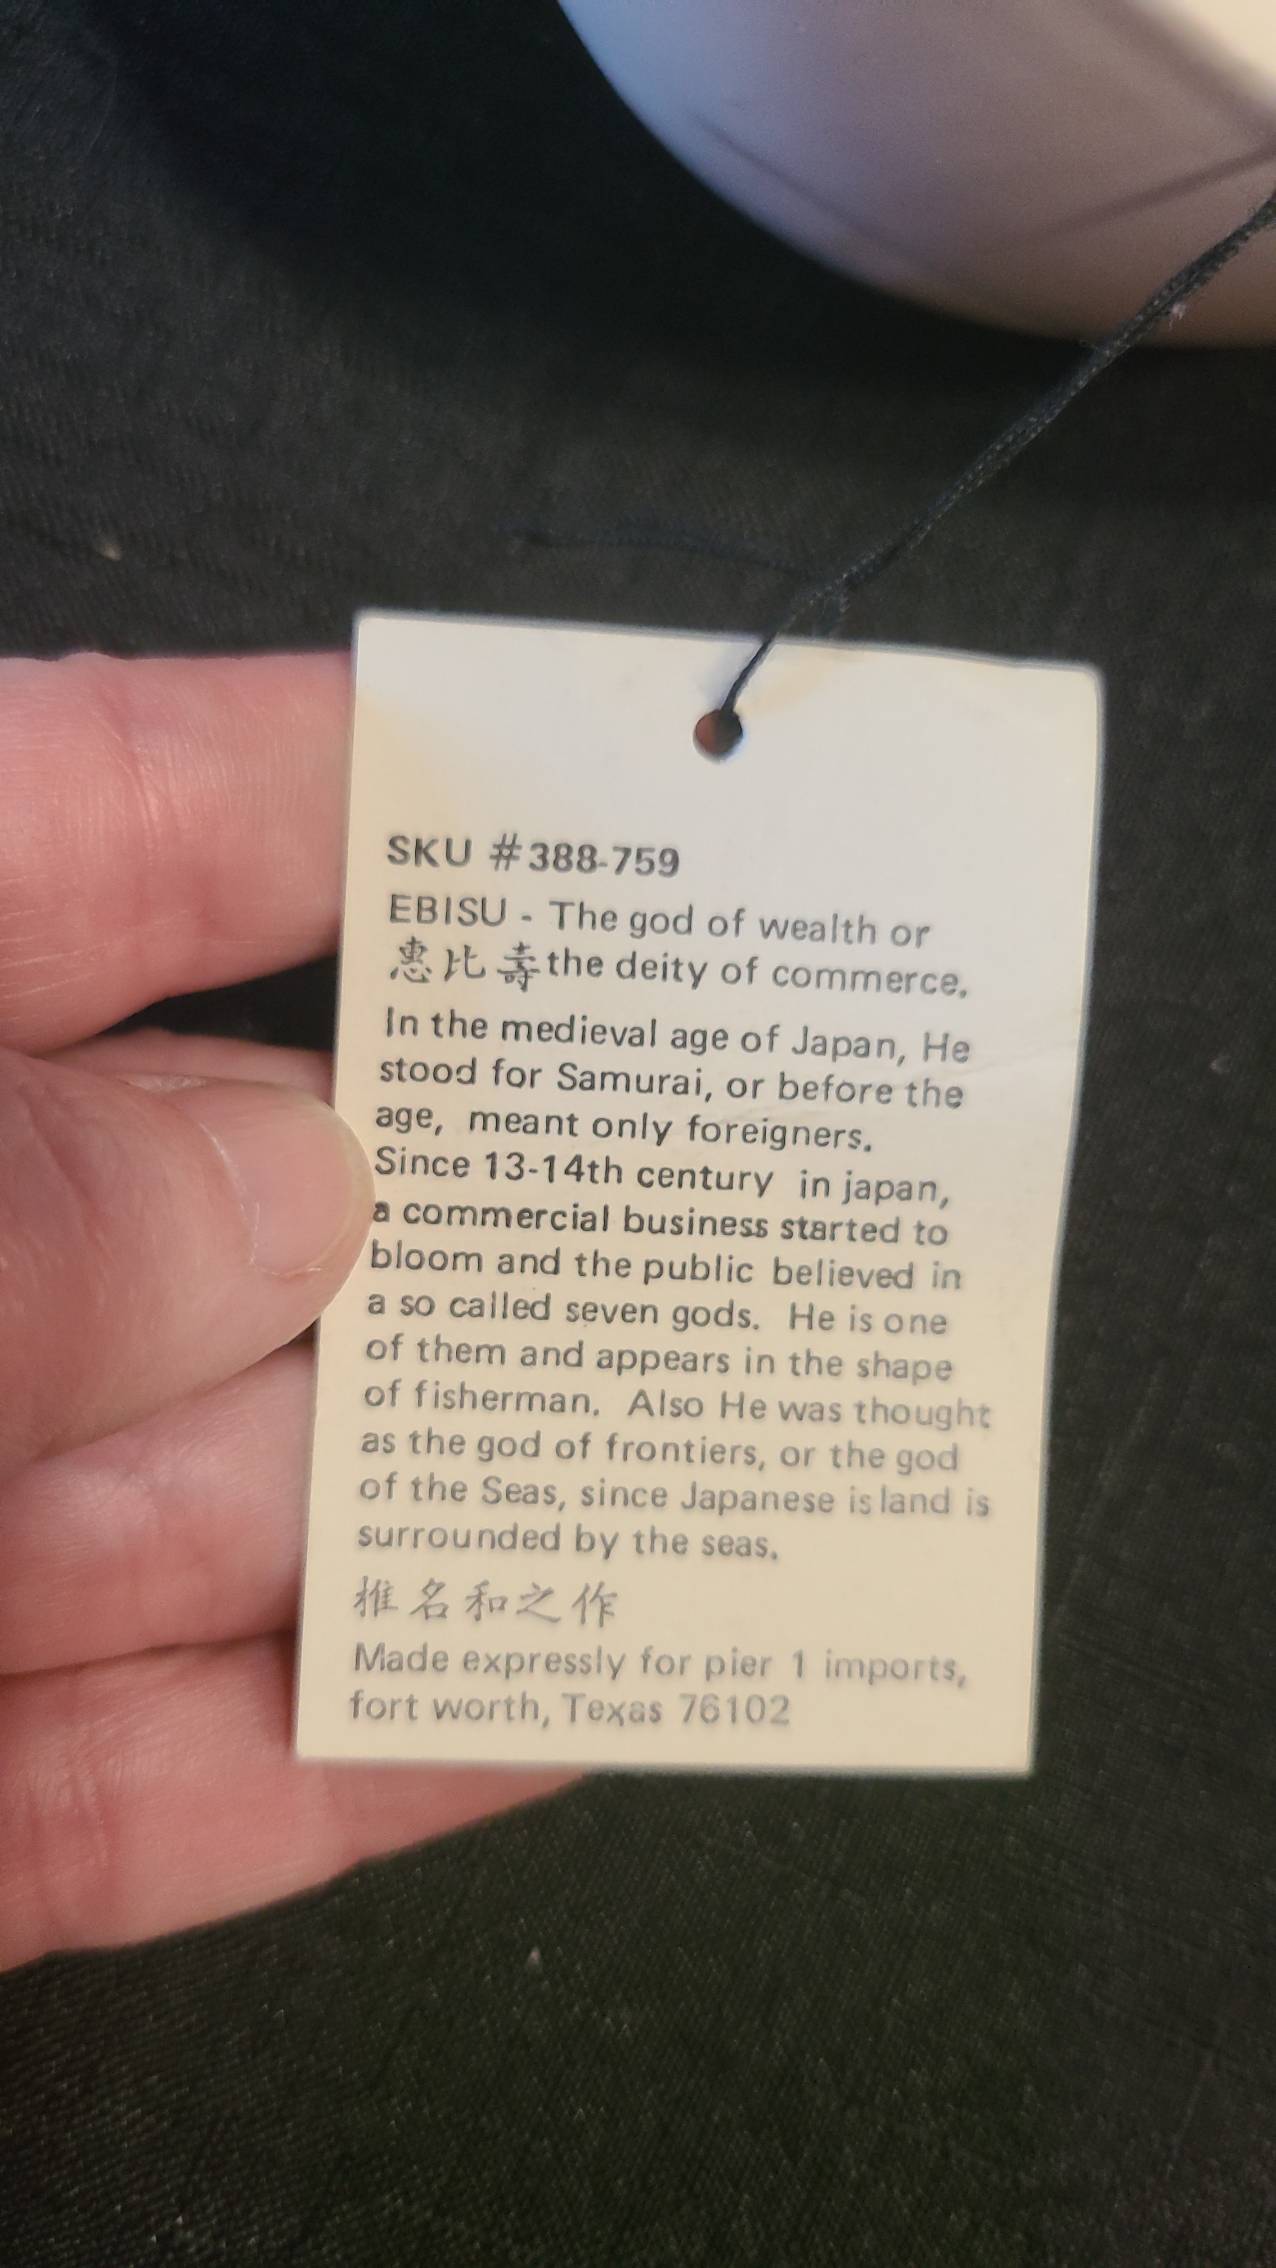 SKU #388-759
EBISU - The god of wealth or
惠比壽 the deity of commerce.
In the medieval age of Japan, He
stood for Samurai, or before the
age, meant only foreigners.
Since 13-14th century in japan,
a commercial business started to
bloom and the public believed in
a so called seven gods. He is one
of them and appears in the shape
of fisherman. Also He was thought
as the god of frontiers, or the god
of the Seas, since Japanese island is
surrounded by the seas.
椎名和之作
Made expressly for pier 1 imports,
fort worth, Texas 76102